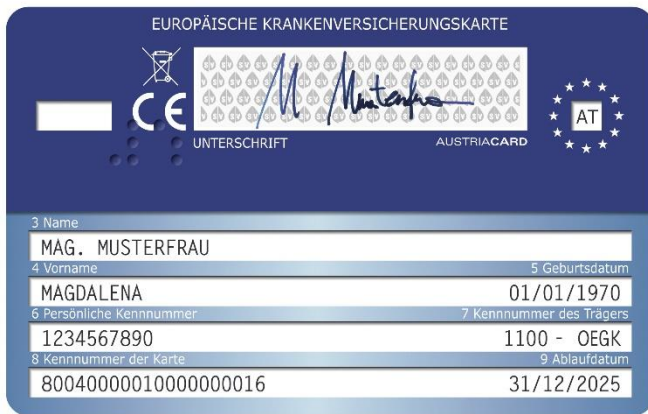 EUROPÄISCHE KRANKENVERSICHERUNGSKARTE
CE
M Musterfrau
AT
UNTERSCHRIFT AUSTRIACARD
3 Name
MAG. MUSTERFRAU
4 Vorname 5 Geburtsdatum
MAGDALENA 01/01/1970
6 Persönliche Kennnummer 7 Kennnummer des Trägers
1234567890 1100 - OEGK
8 Kennnummer der Karte 9 Ablaufdatum
80040000010000000016 31/12/2025